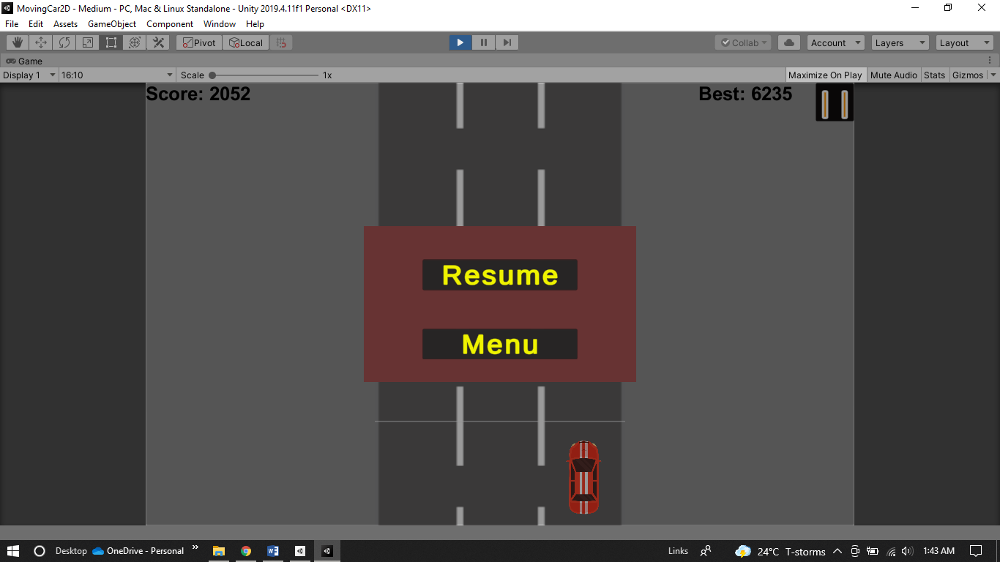 MovingCar2D - Medium - PC, Mac & Linux Standalone - Unity 2019.4.11f1 Personal <DX11>
File Edit Assets GameObject Component Window Help
Pivot Local Collab Account Layers Layout
Game
Display 1 16:10 Scale 1x Maximize On Play Mute Audio Stats Gizmos
Score: 2052 Best: 6235
Resume
Menu
Desktop OneDrive - Personal » Links 24°C T-storms 1:43 AM